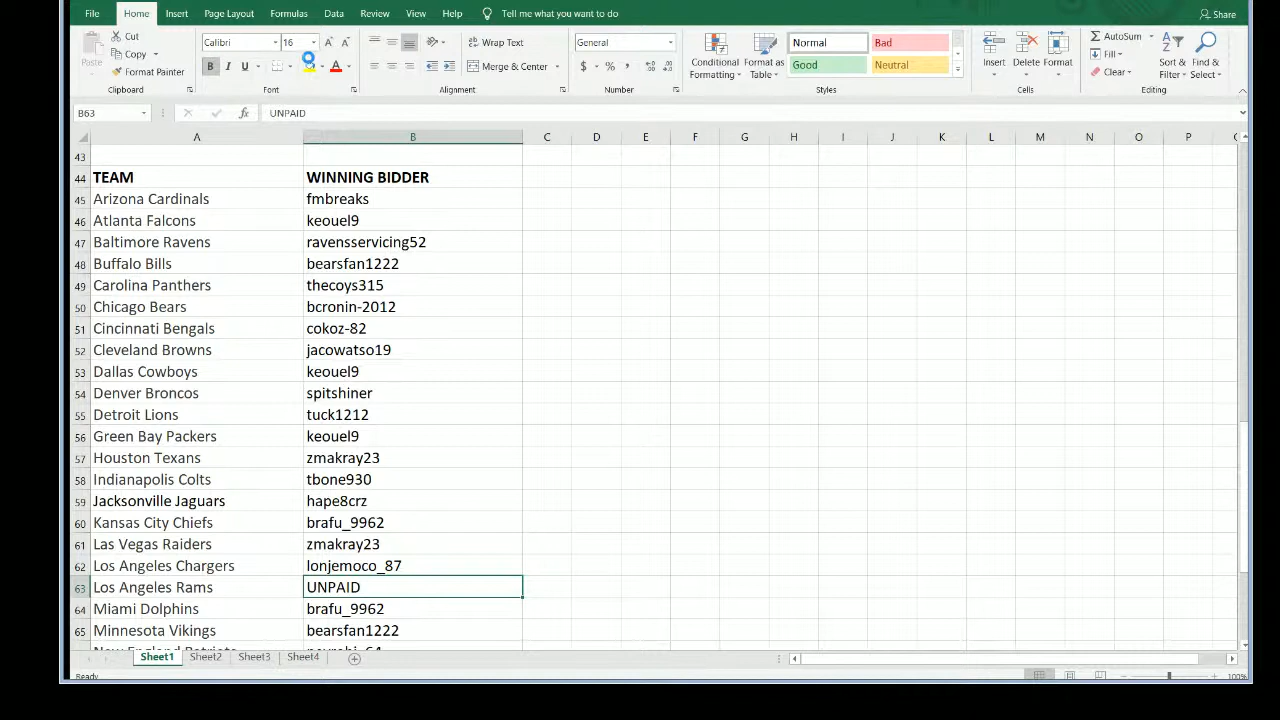 File Home Insert Page Layout Formulas Data Review View Help Tell me what you want to do Share
Cut
Copy
Format Painter
Paste
Calibri 16
B I U
Wrap Text
Merge & Center
General
$ % ,
Conditional Formatting
Format as Table
Normal Bad
Good Neutral
Insert Delete Format
AutoSum
Fill
Clear
Sort & Filter
Find & Select
Clipboard Font Alignment Number Styles Cells Editing
B63 fx UNPAID
A B C D E F G H I J K L M N O P
43
44 TEAM WINNING BIDDER
45 Arizona Cardinals fmbreaks
46 Atlanta Falcons keouel9
47 Baltimore Ravens ravensservicing52
48 Buffalo Bills bearsfan1222
49 Carolina Panthers thecoys315
50 Chicago Bears bcronin-2012
51 Cincinnati Bengals cokoz-82
52 Cleveland Browns jacowatso19
53 Dallas Cowboys keouel9
54 Denver Broncos spitshiner
55 Detroit Lions tuck1212
56 Green Bay Packers keouel9
57 Houston Texans zmakray23
58 Indianapolis Colts tbone930
59 Jacksonville Jaguars hape8crz
60 Kansas City Chiefs brafu_9962
61 Las Vegas Raiders zmakray23
62 Los Angeles Chargers lonjemoco_87
63 Los Angeles Rams UNPAID
64 Miami Dolphins brafu_9962
65 Minnesota Vikings bearsfan1222
New England Patriots
Sheet1 Sheet2 Sheet3 Sheet4
Ready 100%